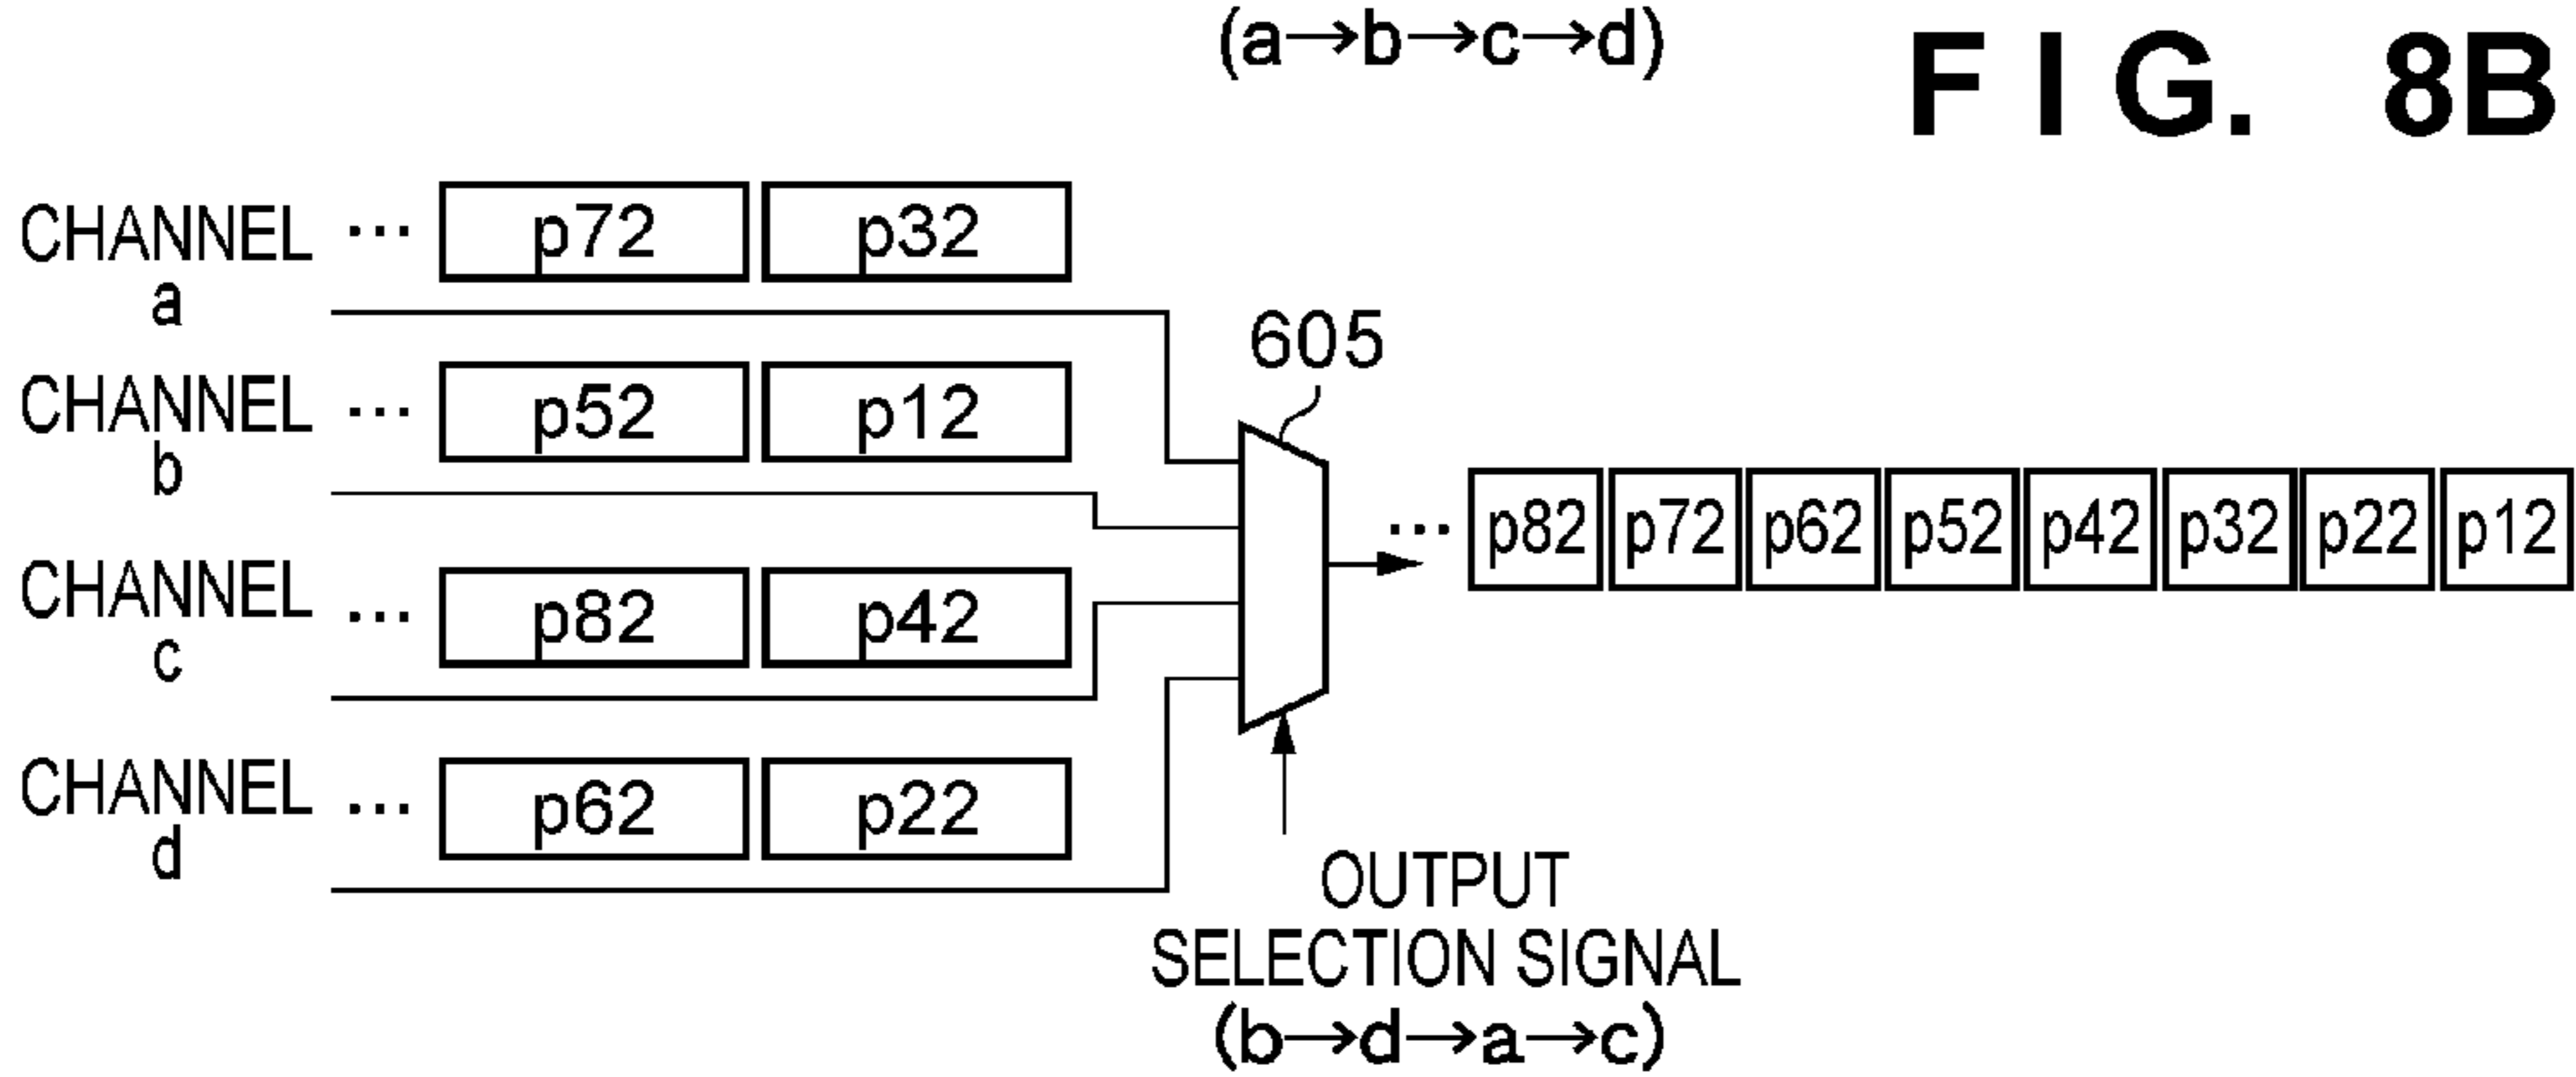 (a→b→c→d)
FIG. 8B
CHANNEL a ... p72 p32
CHANNEL b ... p52 p12
605
CHANNEL c ... p82 p42
CHANNEL d ... p62 p22
... p82 p72 p62 p52 p42 p32 p22 p12
OUTPUT
SELECTION SIGNAL
(b→d→a→c)